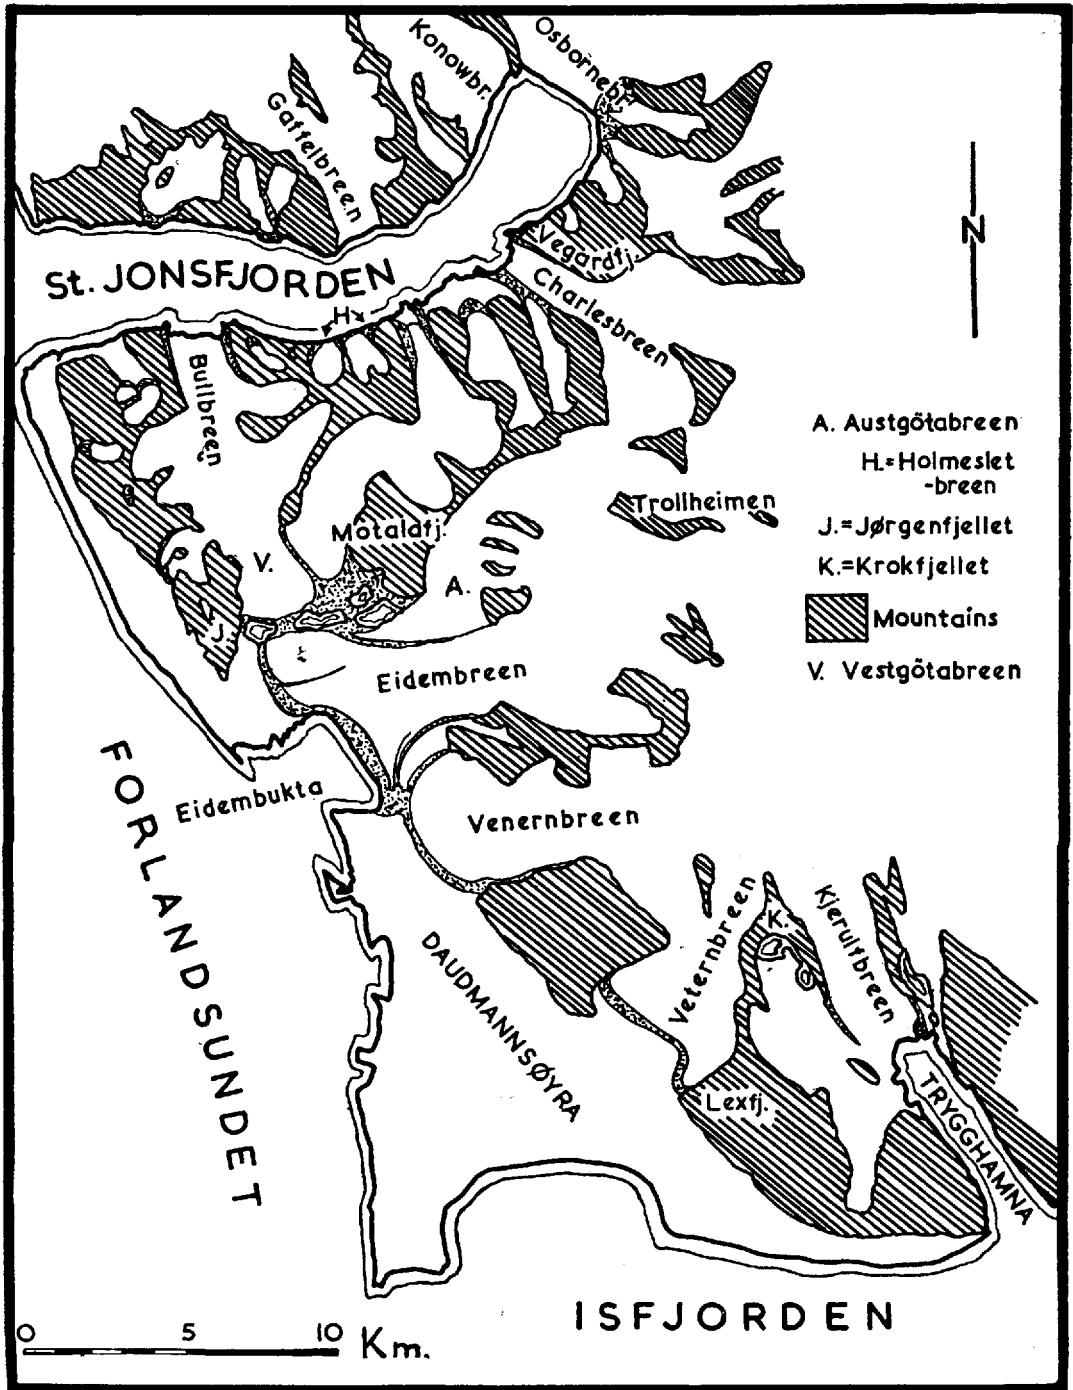 Konowbr.
Osbornebr.
Gaffelbreen
N
Vegardfj.
St. JONSFJORDEN
Charlesbreen
H
Bullbreen
A. Austgötabreen
H.=Holmeslet
-breen
J.=Jørgenfjellet
K.=Krokfjellet
Mountains
V. Vestgötabreen
Trollheimen
Motalafj.
V.
A.
J.
Eidembreen
Eidembukta
FORLANDSUNDET
Venernbreen
Veternbreen
K.
Kjerulfbreen
DAUDMANNSØYRA
Lexfj.
TRYGGHAMNA
ISFJORDEN
0 5 10 Km.